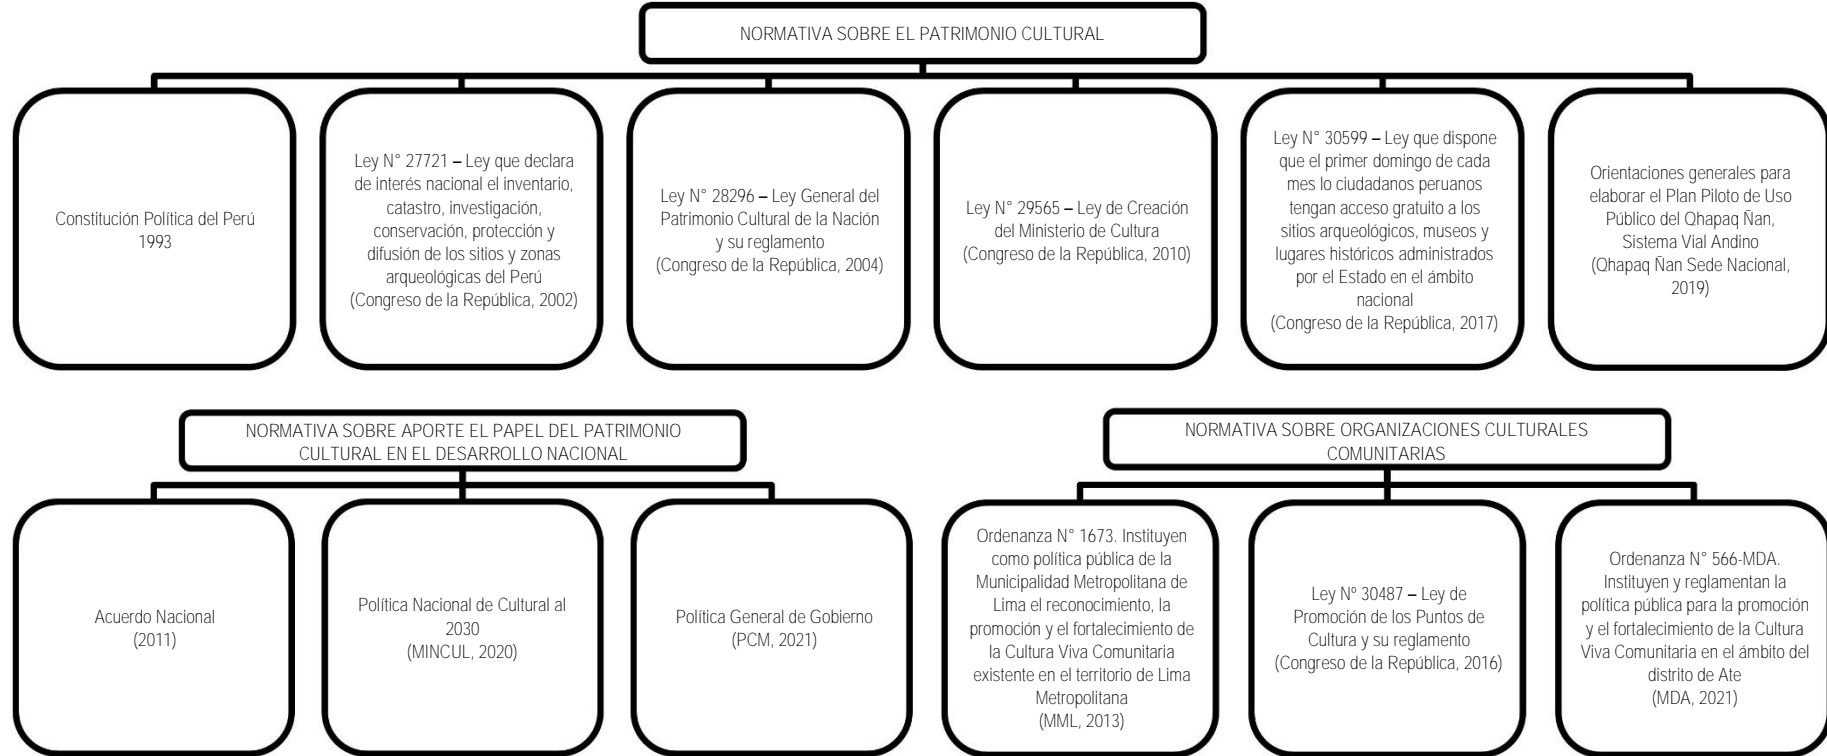 NORMATIVA SOBRE EL PATRIMONIO CULTURAL
Constitución Política del Perú
1993
Ley N° 27721 – Ley que declara
de interés nacional el inventario,
catastro, investigación,
conservación, protección y
difusión de los sitios y zonas
arqueológicas del Perú
(Congreso de la República, 2002)
Ley N° 28296 – Ley General del
Patrimonio Cultural de la Nación
y su reglamento
(Congreso de la República, 2004)
Ley N° 29565 – Ley de Creación
del Ministerio de Cultura
(Congreso de la República, 2010)
Ley N° 30599 – Ley que dispone
que el primer domingo de cada
mes lo ciudadanos peruanos
tengan acceso gratuito a los
sitios arqueológicos, museos y
lugares históricos administrados
por el Estado en el ámbito
nacional
(Congreso de la República, 2017)
Orientaciones generales para
elaborar el Plan Piloto de Uso
Público del Qhapaq Ñan,
Sistema Vial Andino
(Qhapaq Ñan Sede Nacional,
2019)
NORMATIVA SOBRE APORTE EL PAPEL DEL PATRIMONIO
CULTURAL EN EL DESARROLLO NACIONAL
Acuerdo Nacional
(2011)
Política Nacional de Cultural al
2030
(MINCUL, 2020)
Política General de Gobierno
(PCM, 2021)
NORMATIVA SOBRE ORGANIZACIONES CULTURALES
COMUNITARIAS
Ordenanza N° 1673. Instituyen
como política pública de la
Municipalidad Metropolitana de
Lima el reconocimiento, la
promoción y el fortalecimiento de
la Cultura Viva Comunitaria
existente en el territorio de Lima
Metropolitana
(MML, 2013)
Ley Nº 30487 – Ley de
Promoción de los Puntos de
Cultura y su reglamento
(Congreso de la República, 2016)
Ordenanza N° 566-MDA.
Instituyen y reglamentan la
política pública para la promoción
y el fortalecimiento de la Cultura
Viva Comunitaria en el ámbito del
distrito de Ate
(MDA, 2021)